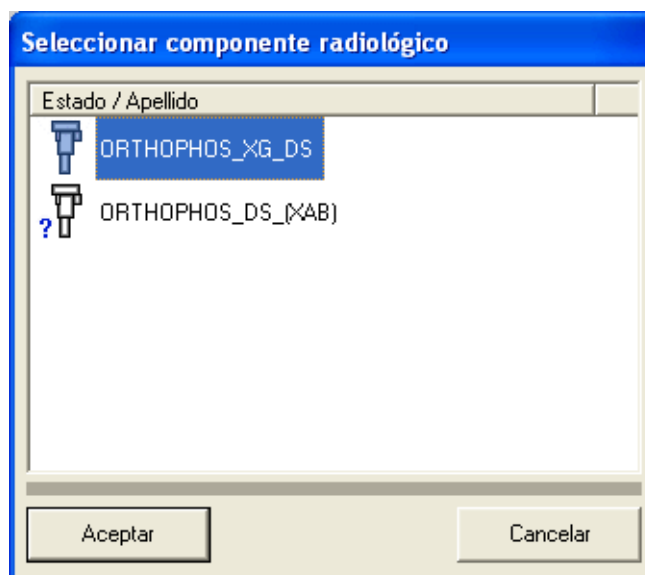 Seleccionar componente radiológico
Estado / Apellido
ORTHOPHOS_XG_DS
? ORTHOPHOS_DS_(XAB)
Aceptar Cancelar